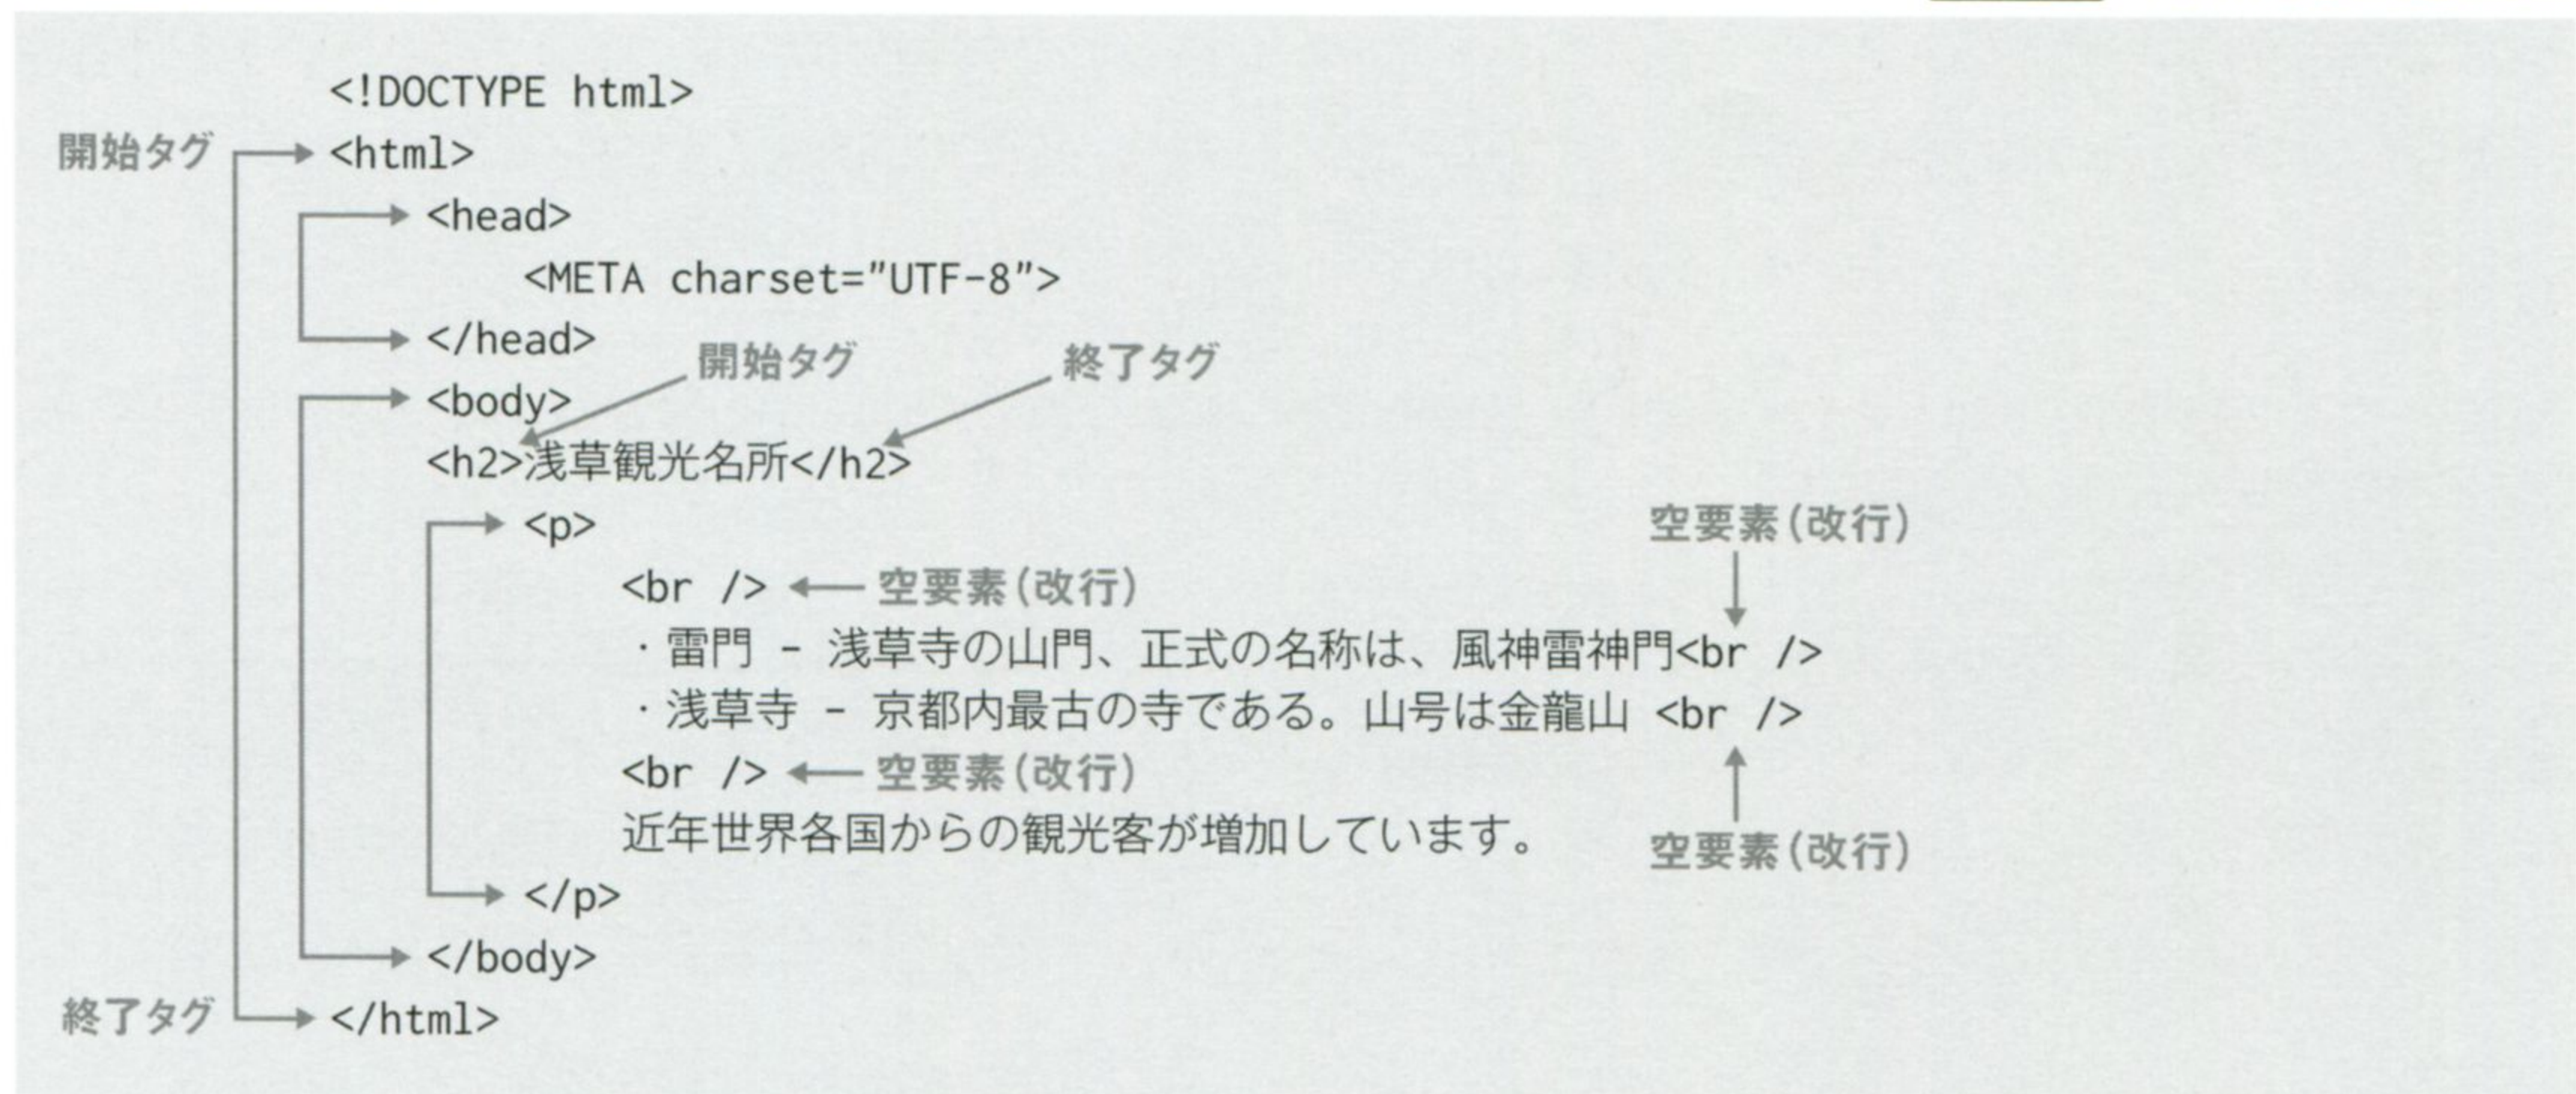 <!DOCTYPE html>
開始タグ <html>
<head>
<META charset="UTF-8">
</head>
開始タグ 終了タグ
<body>
<h2>浅草観光名所</h2>
<p> 空要素(改行)
<br /> 空要素(改行)
・雷門 − 浅草寺の山門、正式の名称は、風神雷神門<br />
・浅草寺 − 京都内最古の寺である。山号は金龍山 <br />
<br /> 空要素(改行)
近年世界各国からの観光客が増加しています。 空要素(改行)
</p>
</body>
終了タグ </html>